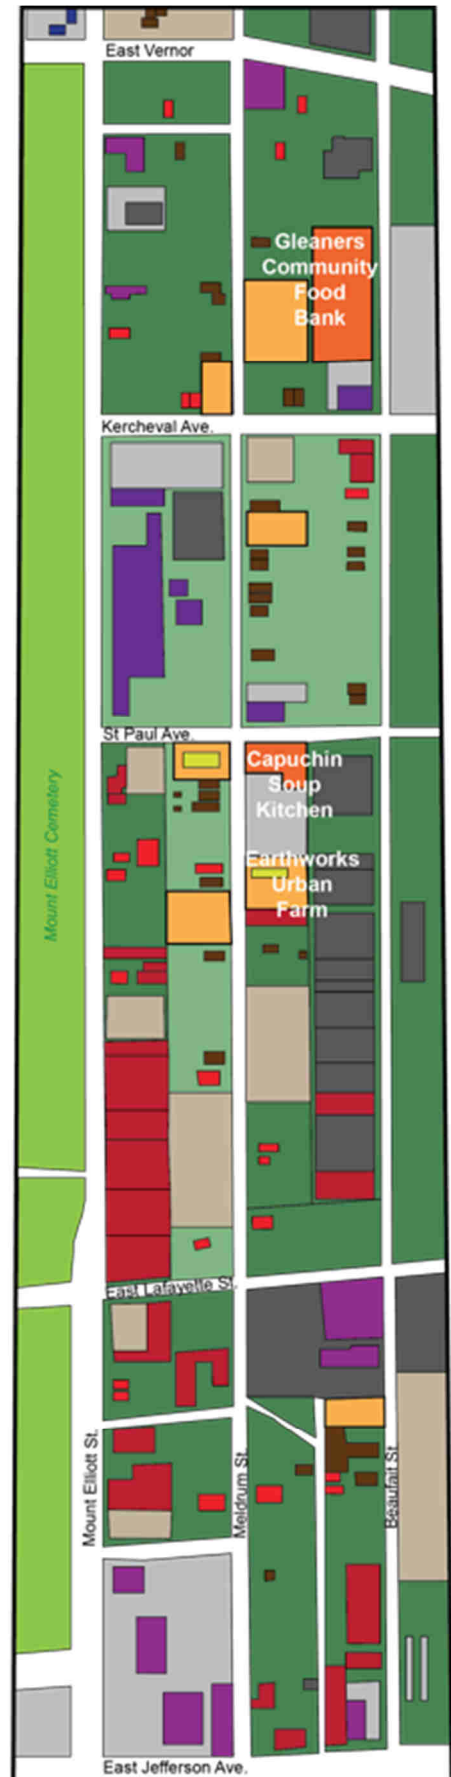 East Vernor
Gleaners
Community
Food
Bank
Kercheval Ave.
St Paul Ave.
Capuchin
Soup
Kitchen
Earthworks
Urban
Farm
Mount Elliott Cemetery
East Lafayette St.
Mount Elliott St.
Meldrum St.
Beaufait St
East Jefferson Ave.